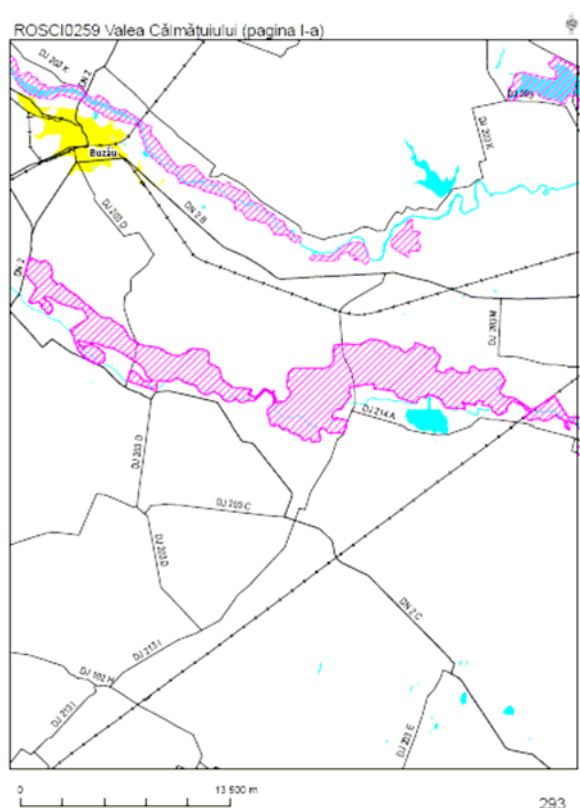 ROSCI0259 Valea Călmățuiului (pagina I-a)
DJ 203 K
DN 2
DJ 203 K
Buzău
DJ 203 D
DN 2 B
DN 2
DJ 203 M
DJ 214 A
DJ 203 D
DJ 203 C
DJ 203 D
DN 2 C
DJ 213 I
DJ 102 H
DJ 213 I
DJ 203 E
0 13 500 m
293